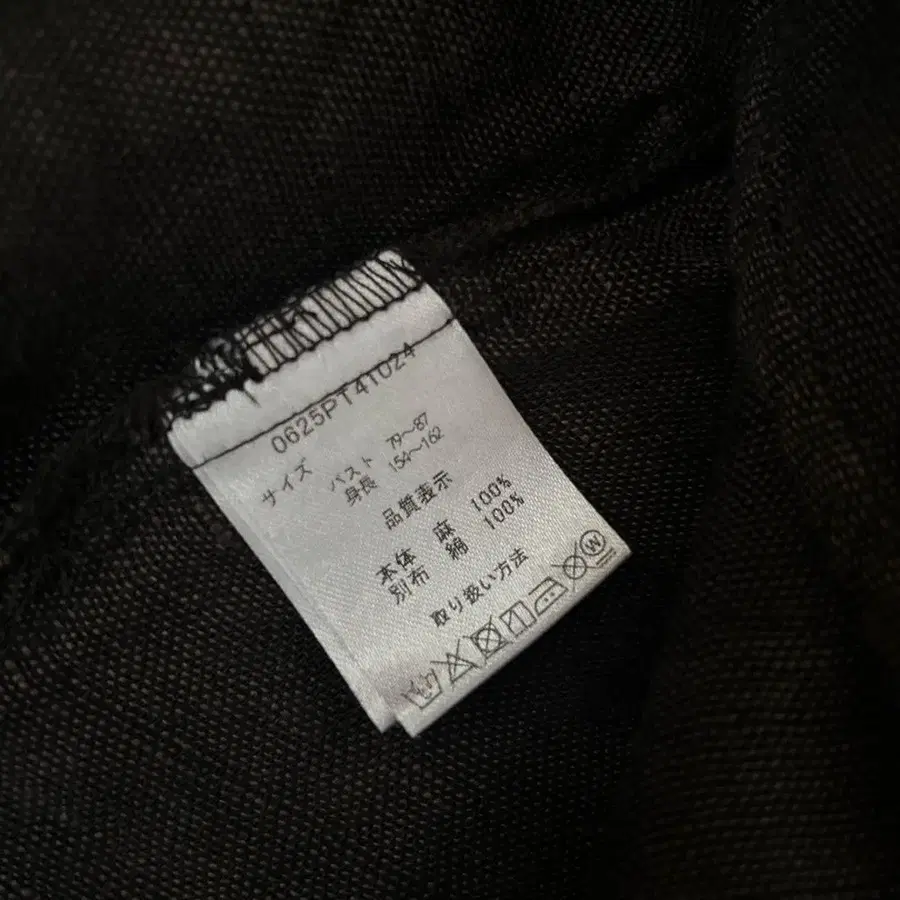 0625PT41024
サイズ バスト 79～87
身長 154～162
品質表示
本体 麻 100%
別布 綿 100%
取り扱い方法
W